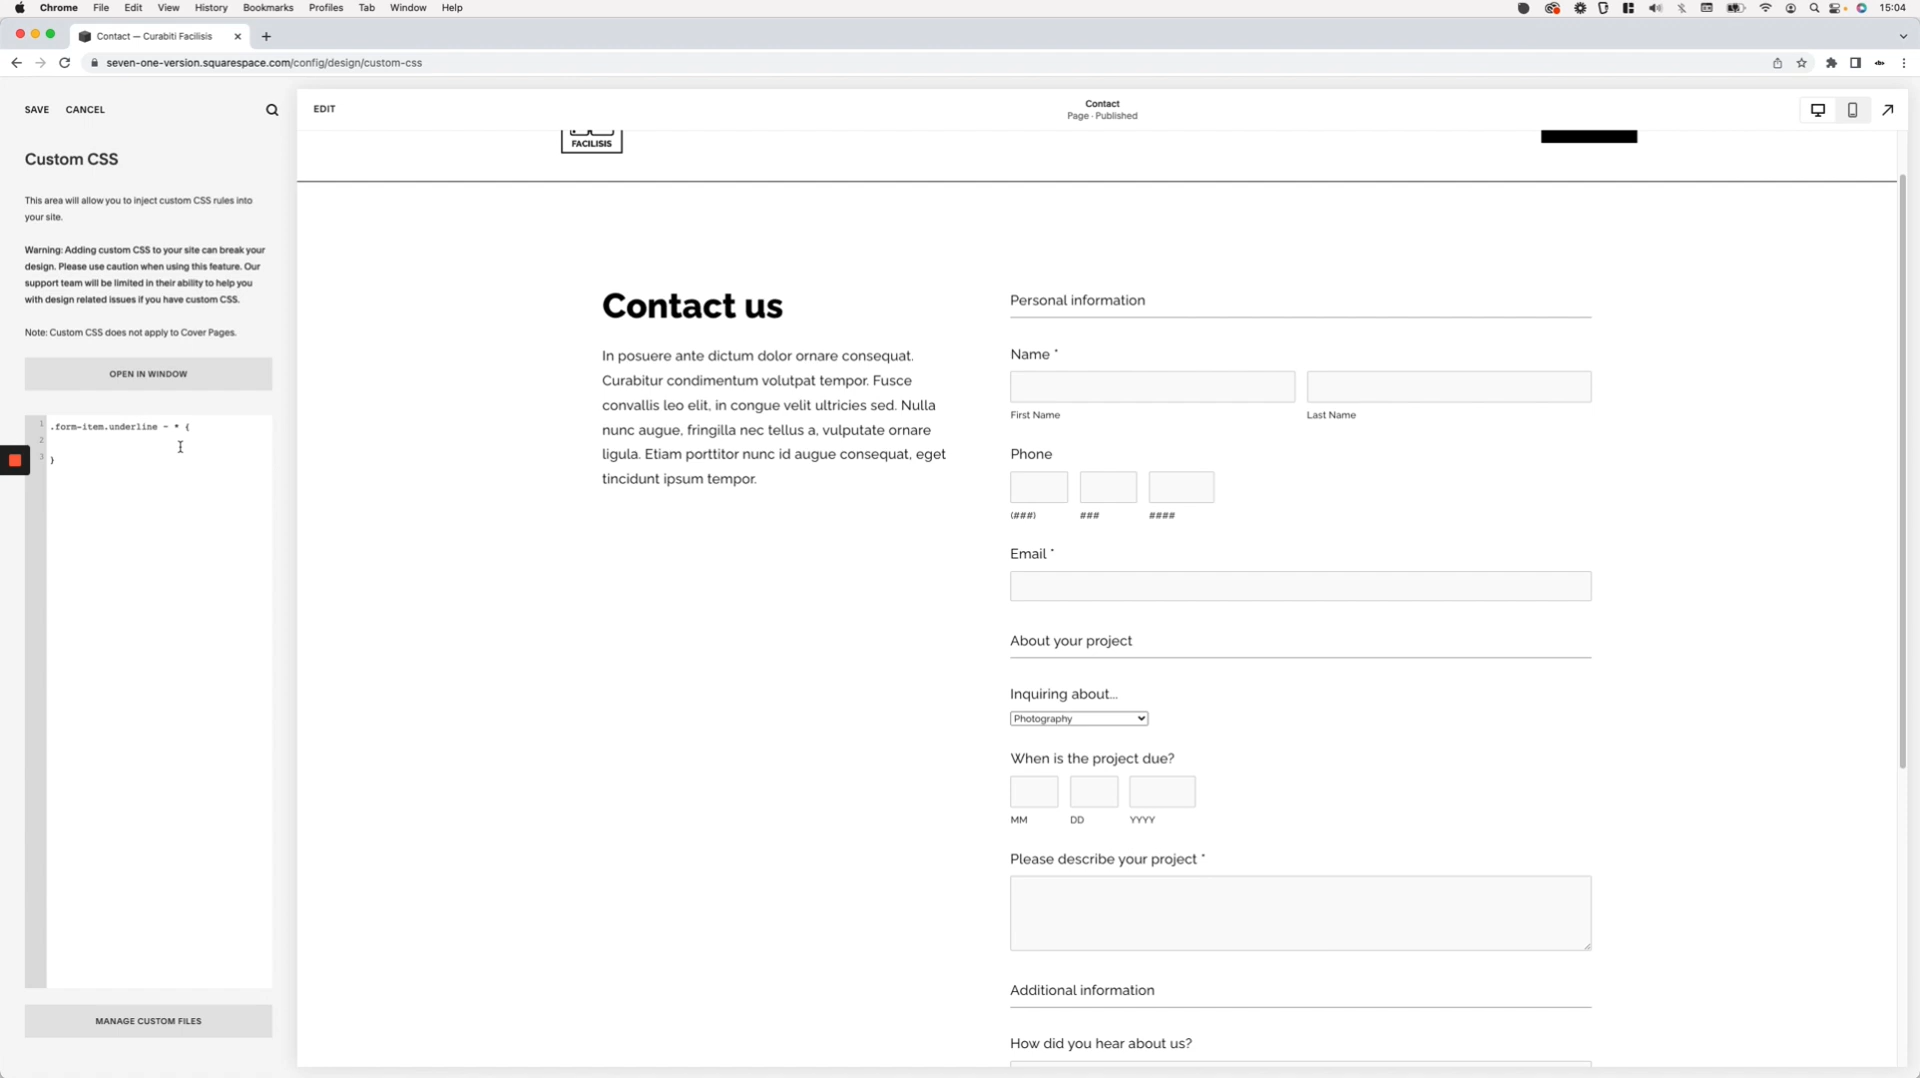 Chrome File Edit View History Bookmarks Profiles Tab Window Help 15:04
Contact — Curabiti Facilisis
seven-one-version.squarespace.com/config/design/custom-css
SAVE CANCEL
Custom CSS
This area will allow you to inject custom CSS rules into
your site.
Warning: Adding custom CSS to your site can break your
design. Please use caution when using this feature. Our
support team will be limited in their ability to help you
with design related issues if you have custom CSS.
Note: Custom CSS does not apply to Cover Pages.
OPEN IN WINDOW
1 .form-item.underline ~ * {
2
3 }
MANAGE CUSTOM FILES
EDIT
Contact
Page · Published
FACILISIS
Contact us
In posuere ante dictum dolor ornare consequat.
Curabitur condimentum volutpat tempor. Fusce
convallis leo elit, in congue velit ultricies sed. Nulla
nunc augue, fringilla nec tellus a, vulputate ornare
ligula. Etiam porttitor nunc id augue consequat, eget
tincidunt ipsum tempor.
Personal information
Name *
First Name Last Name
Phone
(###) ### ####
Email *
About your project
Inquiring about...
Photography
When is the project due?
MM DD YYYY
Please describe your project *
Additional information
How did you hear about us?